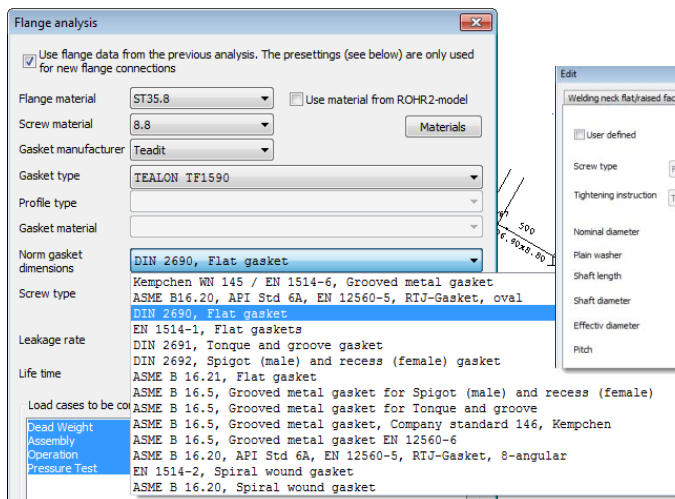 Flange analysis
Use flange data from the previous analysis. The presettings (see below) are only used
for new flange connections
Flange material
ST35.8
Use material from ROHR2-model
Screw material
8.8
Materials
Gasket manufacturer
Teadit
Gasket type
TEALON TF1590
Profile type
Gasket material
Norm gasket
dimensions
DIN 2690, Flat gasket
Screw type
Leakage rate
Life time
Load cases to be co
Dead Weight
Assembly
Operation
Pressure Test
Kempchen WN 145 / EN 1514-6, Grooved metal gasket
ASME B16.20, API Std 6A, EN 12560-5, RTJ-Gasket, oval
DIN 2690, Flat gasket
EN 1514-1, Flat gaskets
DIN 2691, Tonque and groove gasket
DIN 2692, Spigot (male) and recess (female) gasket
ASME B 16.21, Flat gasket
ASME B 16.5, Grooved metal gasket for Spigot (male) and recess (female)
ASME B 16.5, Grooved metal gasket for Tonque and groove
ASME B 16.5, Grooved metal gasket, Company standard 146, Kempchen
ASME B 16.5, Grooved metal gasket EN 12560-6
ASME B 16.20, API Std 6A, EN 12560-5, RTJ-Gasket, 8-angular
EN 1514-2, Spiral wound gasket
ASME B 16.20, Spiral wound gasket
500
Edit
Welding neck flat/raised fac
User defined
Screw type
Tightening instruction
Nominal diameter
Plain washer
Shaft length
Shaft diameter
Effectiv diameter
Pitch